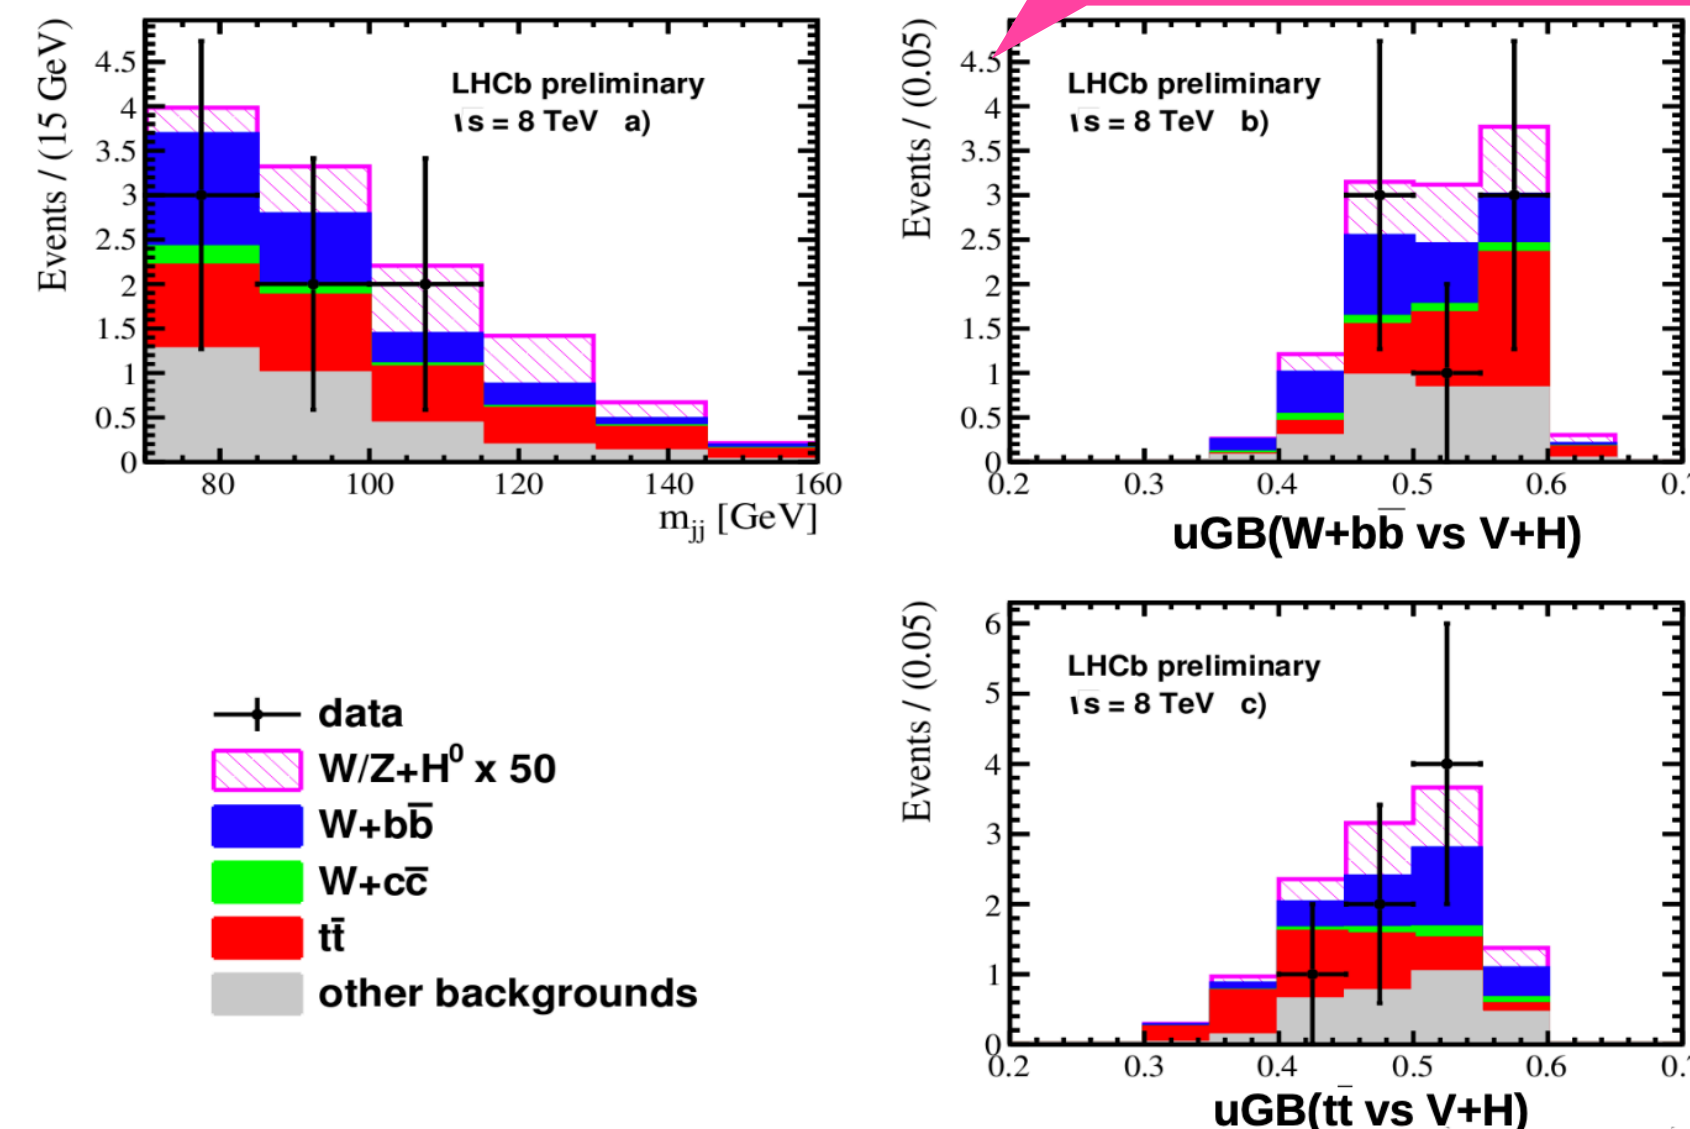 Events / (15 GeV)
4.5
4
3.5
3
2.5
2
1.5
1
0.5
0
LHCb preliminary
√s = 8 TeV a)
80 100 120 140 160
m_jj [GeV]
Events / (0.05)
4.5
4
3.5
3
2.5
2
1.5
1
0.5
0
LHCb preliminary
√s = 8 TeV b)
0.2 0.3 0.4 0.5 0.6
uGB(W+bb̅ vs V+H)
data
W/Z+H⁰ x 50
W+bb̅
W+cc̅
tt̅
other backgrounds
Events / (0.05)
6
5
4
3
2
1
0
LHCb preliminary
√s = 8 TeV c)
0.2 0.3 0.4 0.5 0.6
uGB(tt̅ vs V+H)